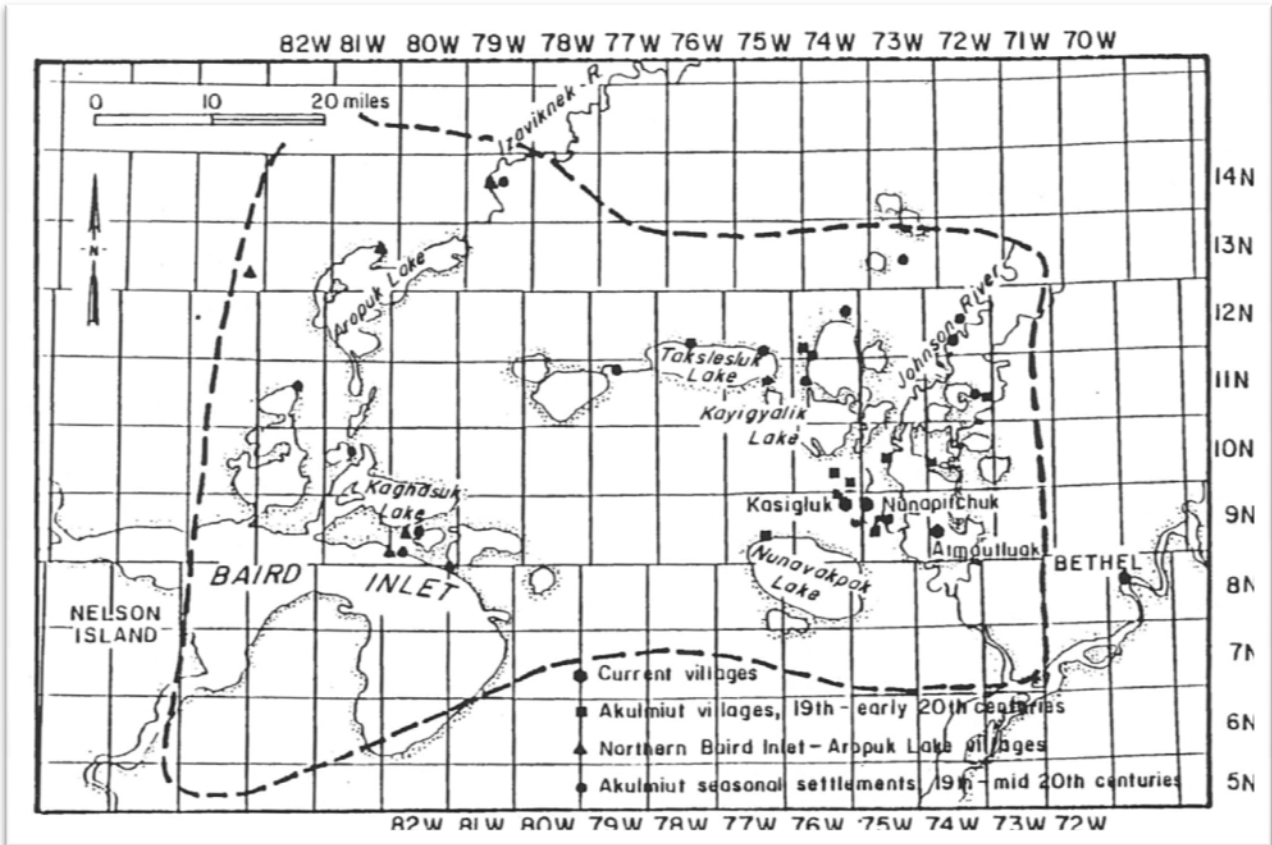 82W 81W 80W 79W 78W 77W 76W 75W 74W 73W 72W 71W 70W
0 10 20 miles
Izaviknek R.
14N
N
13N
Aropuk Lake
12N
Johnson River
Takslesluk
Lake
11N
Kayigyalik
Lake
10N
Kaghasuk
Lake
Kasigluk
Nunapitchuk
9N
Atmautluak
BETHEL
Nunavakpak
Lake
BAIRD INLET
8N
NELSON
ISLAND
7N
Current villages
Akulmiut villages, 19th - early 20th centuries
6N
Northern Baird Inlet - Aropuk Lake villages
Akulmiut seasonal settlements, 19th - mid 20th centuries
5N
82W 81W 80W 79W 78W 77W 76W 75W 74W 73W 72W